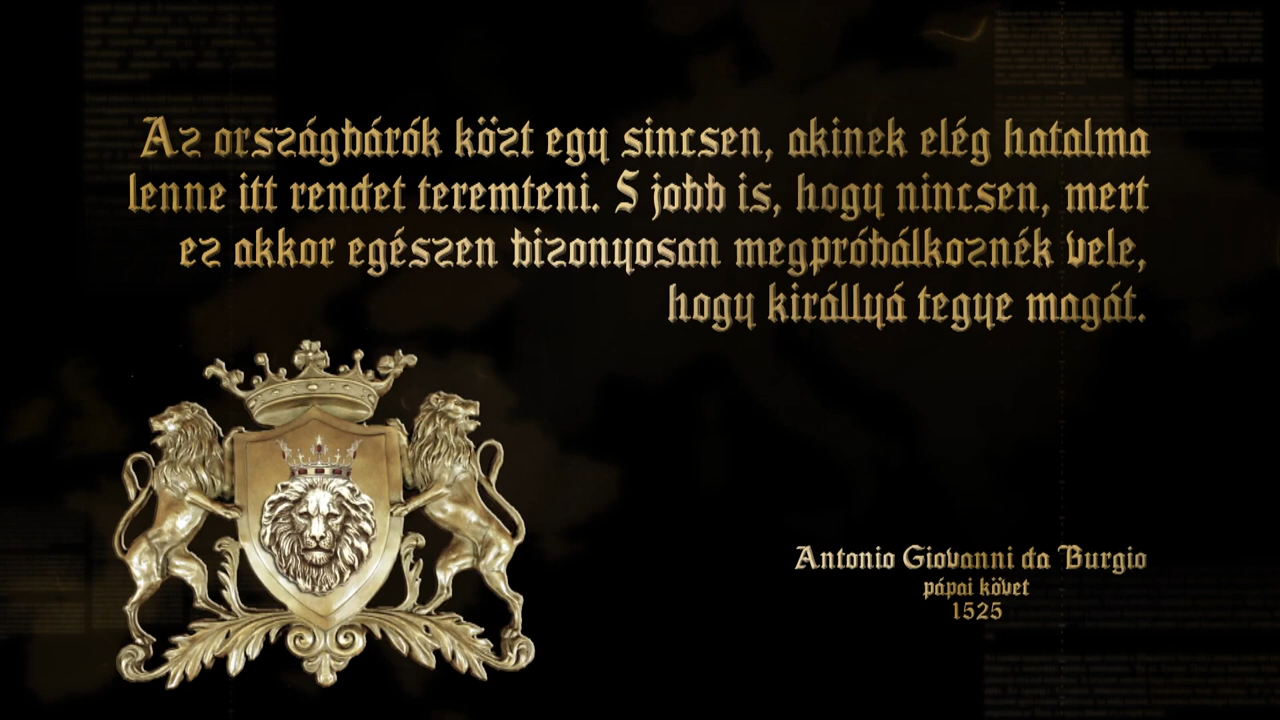 Az országbárók közt egy sincsen, akinek elég hatalma
lenne itt rendet teremteni. S jobb is, hogy nincsen, mert
ez akkor egészen bizonyosan megpróbálkoznék vele,
hogy királlyá tegye magát.
Antonio Giovanni da Burgio
pápai követ
1525